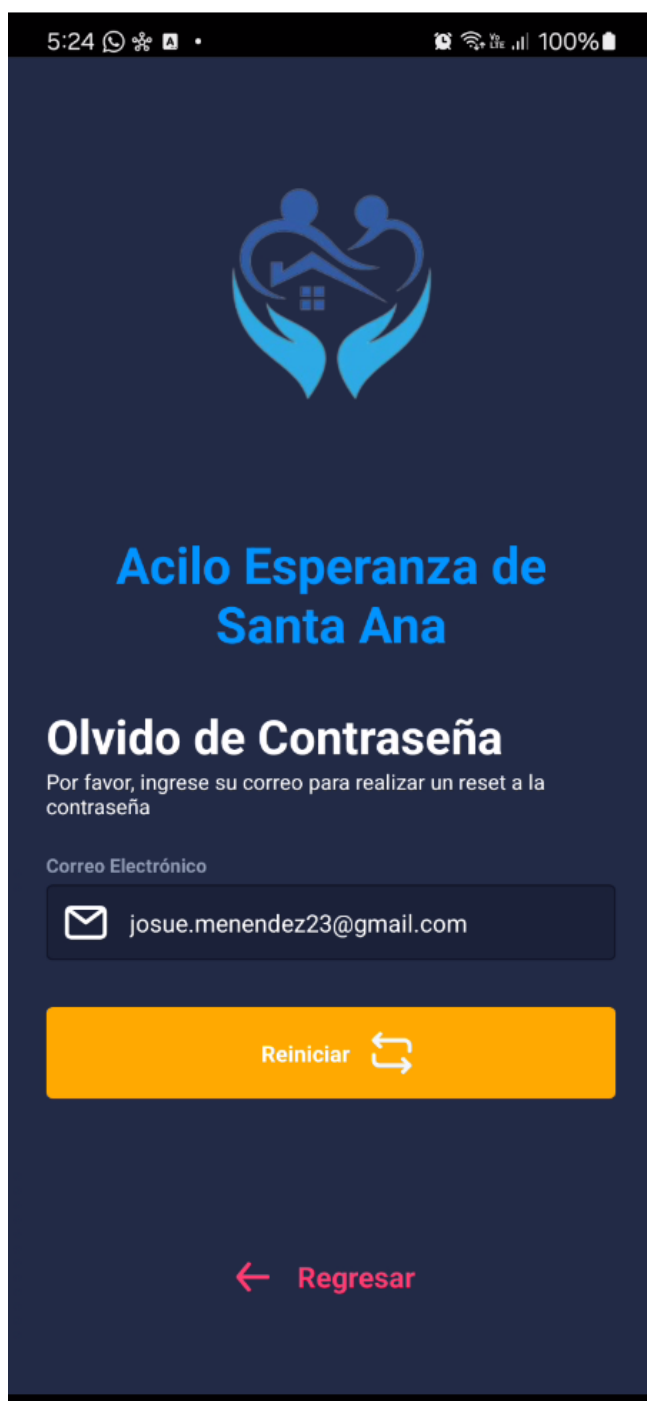 5:24
100%
Acilo Esperanza de
Santa Ana
Olvido de Contraseña
Por favor, ingrese su correo para realizar un reset a la
contraseña
Correo Electrónico
josue.menendez23@gmail.com
Reiniciar
Regresar